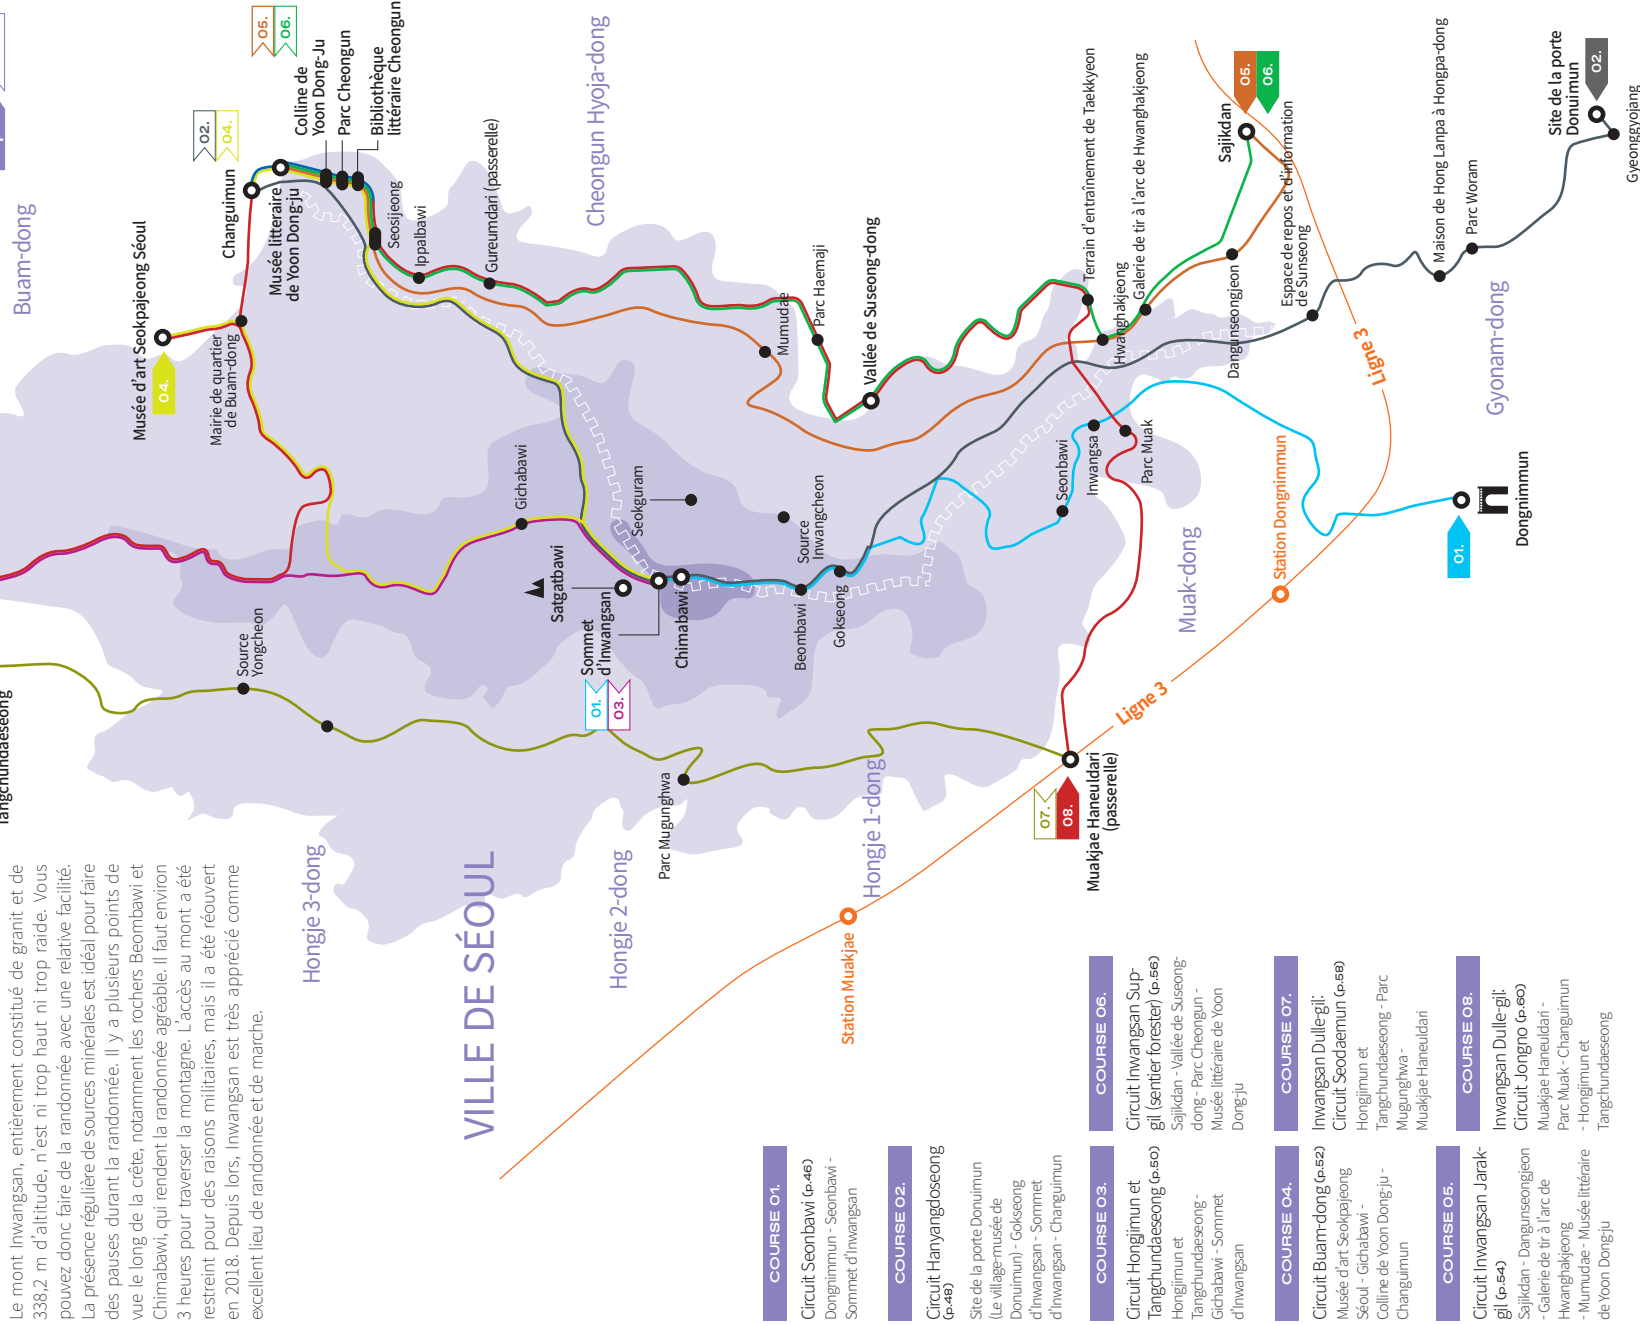 Le mont Inwangsan, entièrement constitué de granit et de
338,2 m d'altitude, n'est ni trop haut ni trop raide. Vous
pouvez donc faire de la randonnée avec une relative facilité.
La présence régulière de sources minérales est idéal pour faire
des pauses durant la randonnée. Il y a plusieurs points de
vue le long de la crête, notamment les rochers Beombawi et
Chimabawi, qui rendent la randonnée agréable. Il faut environ
3 heures pour traverser la montagne. L'accès au mont a été
restreint pour des raisons militaires, mais il a été réouvert
en 2018. Depuis lors, Inwangsan est très apprécié comme
excellent lieu de randonnée et de marche.
VILLE DE SÉOUL
Tangchundaeseong
Buam-dong
Hongje 3-dong
Hongje 2-dong
Hongje 1-dong
Cheongun Hyoja-dong
Muak-dong
Gyonam-dong
Source
Yongcheon
Parc Mugunghwa
Musée d'art Seokpajeong Séoul
04.
Mairie de quartier
de Buam-dong
Changuimun
02.
04.
05.
06.
Musée litteraire
de Yoon Dong-ju
Colline de
Yoon Dong-Ju
Parc Cheongun
Bibliothèque
littéraire Cheongun
Seosijeong
Ippalbawi
Gureumdari (passerelle)
Gichabawi
Satgatbawi
Sommet
d'Inwangsan
01.
03.
Seokguram
Chimabawi
Source
Inwangcheon
Beombawi
Gokseong
Mumudae
Parc Haemaji
Vallée de Suseong-dong
Terrain d'entraînement de Taekkyeon
Hwanghakjeong
Galerie de tir à l'arc de Hwanghakjeong
Seonbawi
Inwangsa
Parc Muak
Sajikdan
05.
06.
Dangunseongjeon
Espace de repos et d'information
de Sunseong
Ligne 3
Maison de Hong Lanpa à Hongpa-dong
Parc Woram
Site de la porte
Donuimun
02.
Gyeonggyojang
Station Dongnimmun
01.
Dongnimmun
Ligne 3
07.
08.
Muakjae Haneuldari
(passerelle)
Station Muakjae
COURSE 01.
Circuit Seonbawi (p.46)
Dongnimmun - Seonbawi -
Sommet d'Inwangsan
COURSE 02.
Circuit Hanyangdoseong
(p.48)
Site de la porte Donuimun
(Le village-musée de
Donuimun) - Gokseong
d'Inwangsan - Sommet
d'Inwangsan - Changuimun
COURSE 03.
Circuit Hongjimun et
Tangchundaeseong (p.50)
Hongjimun et
Tangchundaeseong -
Gichabawi - Sommet
d'Inwangsan
COURSE 04.
Circuit Buam-dong (p.52)
Musée d'art Seokpajeong
Séoul - Gichabawi -
Colline de Yoon Dong-ju -
Changuimun
COURSE 05.
Circuit Inwangsan Jarak-
gil (p.54)
Sajikdan - Dangunseongjeon
- Galerie de tir à l'arc de
Hwanghakjeong
- Mumudae - Musée littéraire
de Yoon Dong-ju
COURSE 06.
Circuit Inwangsan Sup-
gil (sentier forester) (p.56)
Sajikdan - Vallée de Suseong-
dong - Parc Cheongun -
Musée littéraire de Yoon
Dong-ju
COURSE 07.
Inwangsan Dulle-gil:
Circuit Seodaemun (p.58)
Hongjimun et
Tangchundaeseong - Parc
Mugunghwa -
Muakjae Haneuldari
COURSE 08.
Inwangsan Dulle-gil:
Circuit Jongno (p.60)
Muakjae Haneuldari -
Parc Muak - Changuimun
- Hongjimun et
Tangchundaeseong